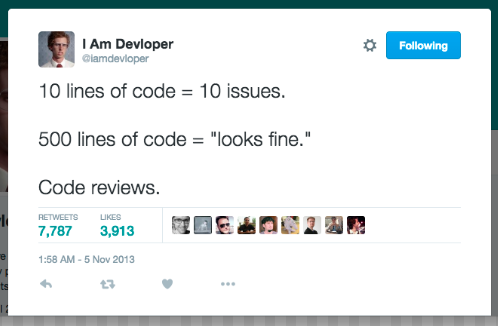 I Am Devloper
@iamdevloper
Following
10 lines of code = 10 issues.
500 lines of code = "looks fine."
Code reviews.
RETWEETS LIKES
7,787 3,913
1:58 AM - 5 Nov 2013